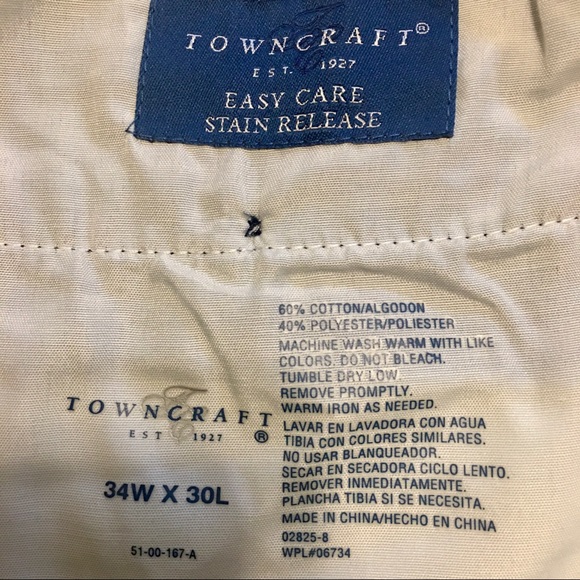 TOWNCRAFT®
EST. 1927
EASY CARE
STAIN RELEASE
60% COTTON/ALGODON
40% POLYESTER/POLIESTER
MACHINE WASH WARM WITH LIKE
COLORS. DO NOT BLEACH.
TUMBLE DRY LOW.
REMOVE PROMPTLY.
WARM IRON AS NEEDED.
LAVAR EN LAVADORA CON AGUA
TIBIA CON COLORES SIMILARES.
NO USAR BLANQUEADOR.
SECAR EN SECADORA CICLO LENTO.
REMOVER INMEDIATAMENTE.
PLANCHA TIBIA SI SE NECESITA.
MADE IN CHINA/HECHO EN CHINA
02825-8
WPL#06734
TOWNCRAFT
EST 1927 ®
34W X 30L
51-00-167-A